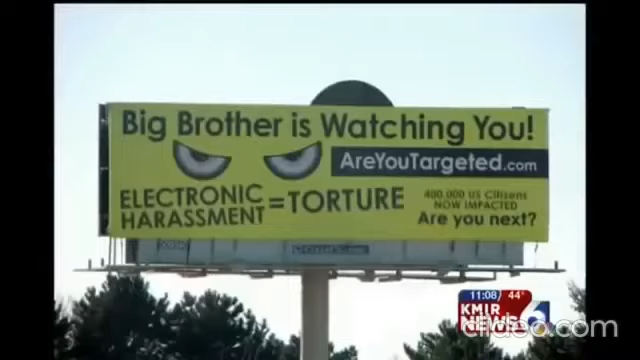 Big Brother is Watching You!
AreYouTargeted.com
ELECTRONIC HARASSMENT =TORTURE
400,000 US Citizens
NOW IMPACTED
Are you next?
11:08 44°
KMIR
NEWS 6
clideo.com